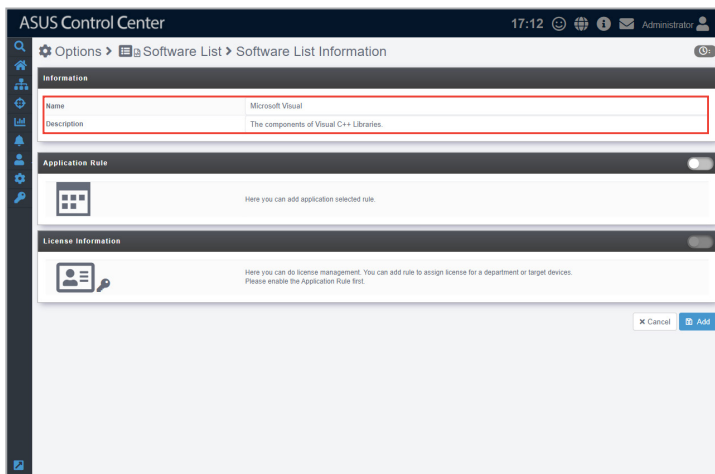 ASUS Control Center
17:12
Administrator
Options > Software List > Software List Information
Information
Name
Microsoft Visual
Description
The components of Visual C++ Libraries.
Application Rule
Here you can add application selected rule.
License Information
Here you can do license management. You can add rule to assign license for a department or target devices.
Please enable the Application Rule first.
Cancel
Add